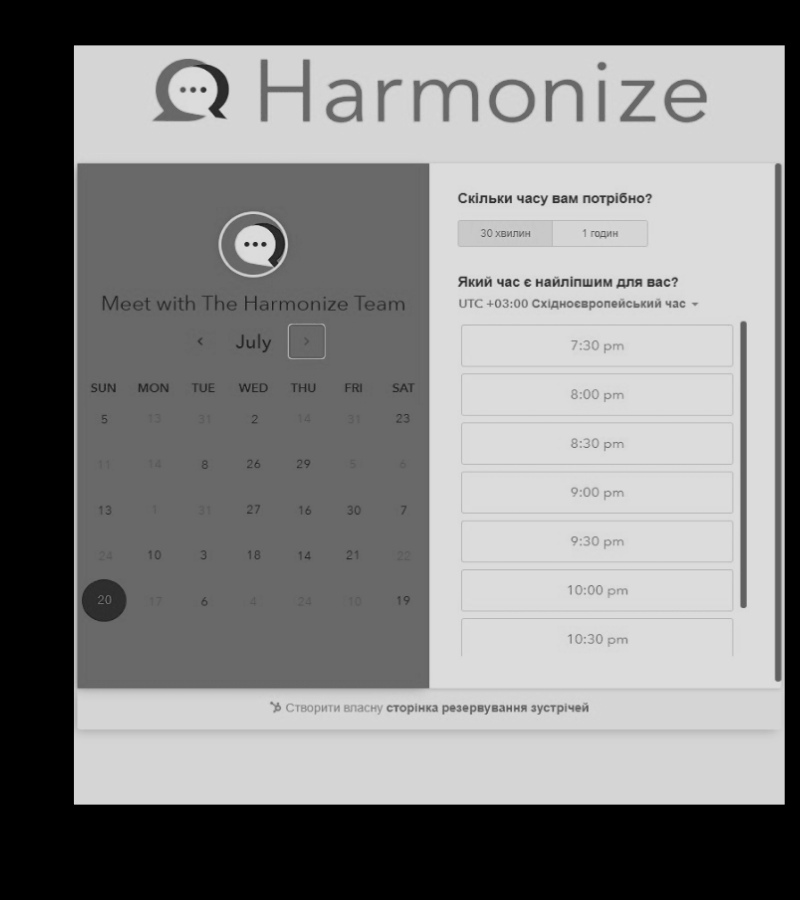 Harmonize
Meet with The Harmonize Team
July
SUN MON TUE WED THU FRI SAT
5 13 31 2 14 31 23
11 14 8 26 29 5 6
13 1 31 27 16 30 7
24 10 3 18 14 21 22
20 17 6 4 24 10 19
Скільки часу вам потрібно?
30 хвилин 1 годин
Який час є найліпшим для вас?
UTC +03:00 Східноєвропейський час
7:30 pm
8:00 pm
8:30 pm
9:00 pm
9:30 pm
10:00 pm
10:30 pm
Створити власну сторінка резервування зустрічей